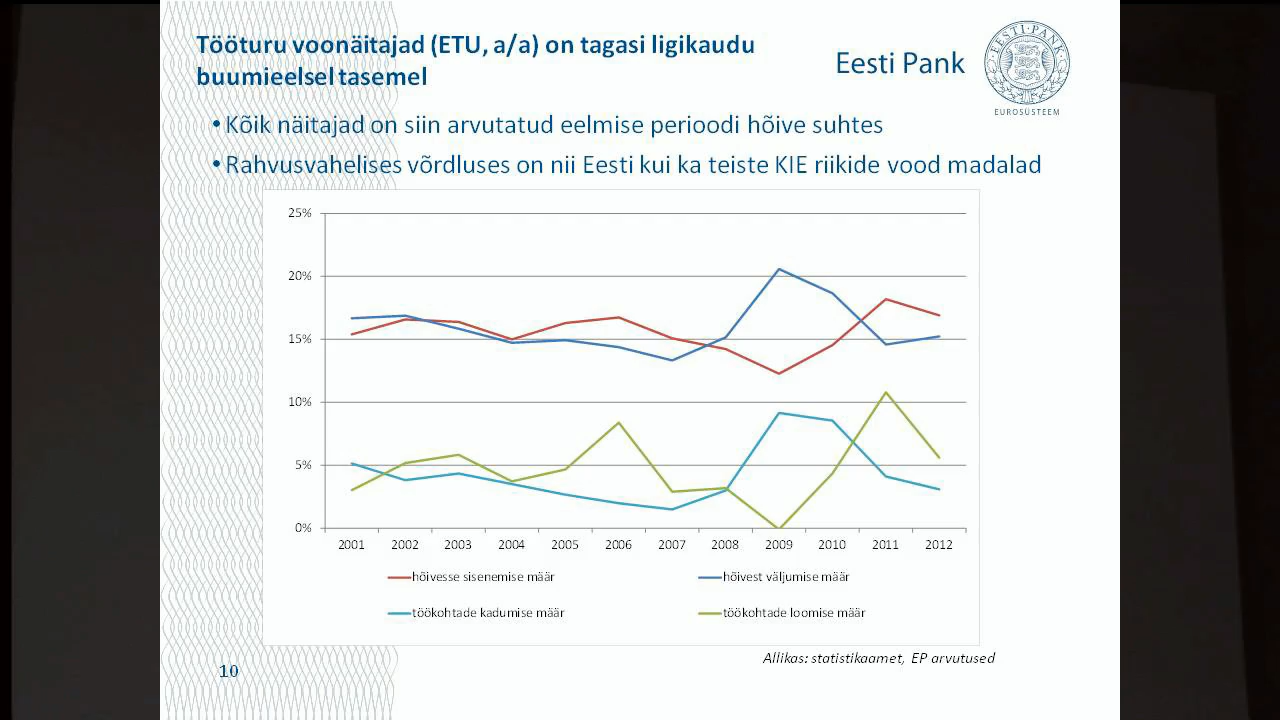 Tööturu voonäitajad (ETU, a/a) on tagasi ligikaudu
buumieelsel tasemel
Eesti Pank
EESTI·PANK
EUROSÜSTEEM
• Kõik näitajad on siin arvutatud eelmise perioodi hõive suhtes
• Rahvusvahelises võrdluses on nii Eesti kui ka teiste KIE riikide vood madalad
25%
20%
15%
10%
5%
0%
2001 2002 2003 2004 2005 2006 2007 2008 2009 2010 2011 2012
hõivesse sisenemise määr
hõivest väljumise määr
töökohtade kadumise määr
töökohtade loomise määr
Allikas: statistikaamet, EP arvutused
10